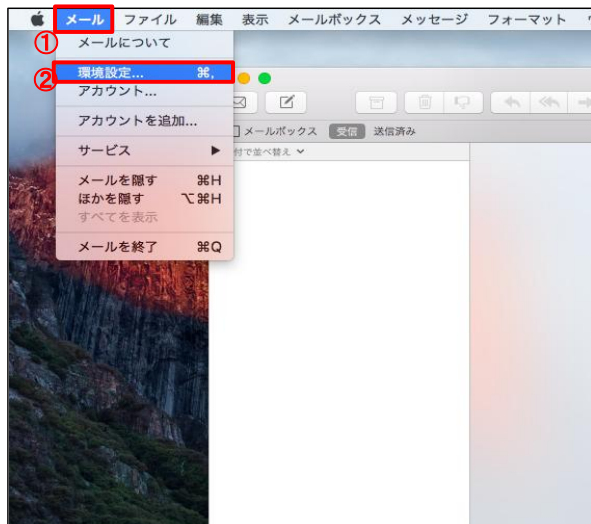 メール ファイル 編集 表示 メールボックス メッセージ フォーマット
① メールについて
② 環境設定... ⌘,
アカウント...
アカウントを追加...
サービス ▶
メールを隠す ⌘H
ほかを隠す ⌥⌘H
すべてを表示
メールを終了 ⌘Q
メールボックス 受信 送信済み
付で並べ替え